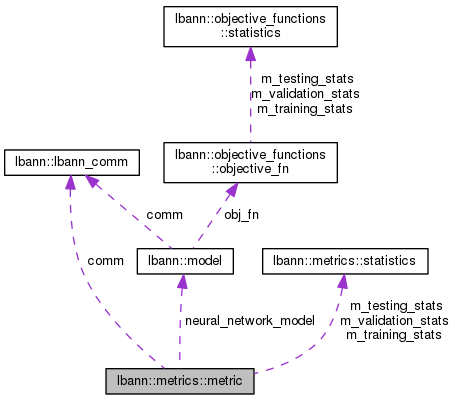 lbann::objective_functions
::statistics
m_testing_stats
m_validation_stats
m_training_stats
lbann::lbann_comm
lbann::objective_functions
::objective_fn
comm
obj_fn
lbann::model
lbann::metrics::statistics
comm
neural_network_model
m_testing_stats
m_validation_stats
m_training_stats
lbann::metrics::metric